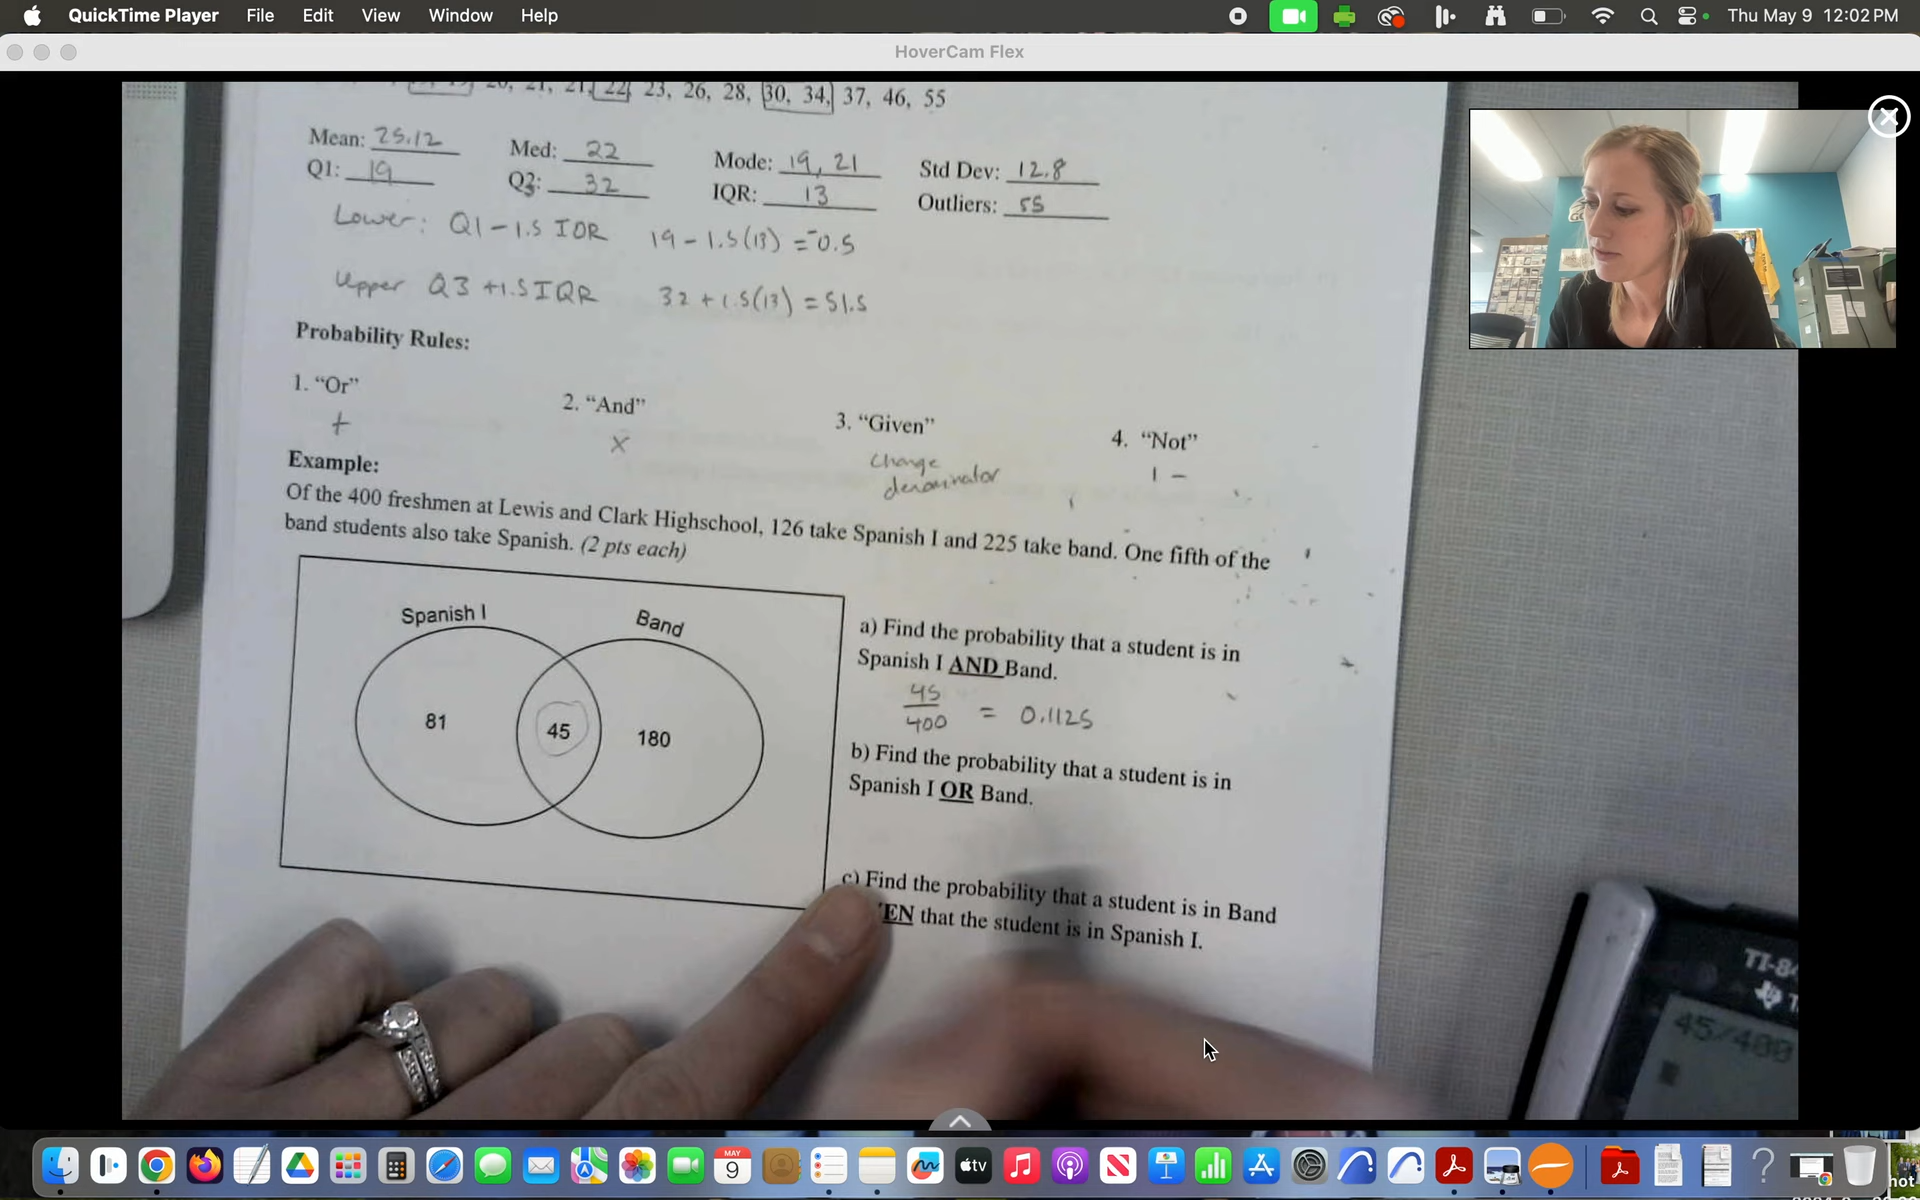 QuickTime Player File Edit View Window Help Thu May 9 12:02 PM
HoverCam Flex
21, 21, 22, 23, 26, 28, 30, 34, 37, 46, 55
Mean: 25.12 Med: 22 Mode: 19, 21 Std Dev: 12.8
Q1: 19 Q3: 32 IQR: 13 Outliers: 55
Lower: Q1 - 1.5 IQR 19 - 1.5(13) = -0.5
Upper Q3 + 1.5 IQR 32 + 1.5(13) = 51.5
Probability Rules:
1. “Or” 2. “And” 3. “Given” 4. “Not”
+ x change denominator 1 -
Example:
Of the 400 freshmen at Lewis and Clark Highschool, 126 take Spanish I and 225 take band. One fifth of the
band students also take Spanish. (2 pts each)
Spanish I Band
81 45 180
a) Find the probability that a student is in
Spanish I AND Band.
45/400 = 0.1125
b) Find the probability that a student is in
Spanish I OR Band.
c) Find the probability that a student is in Band
EN that the student is in Spanish I.
TI-84
45/400
MAY
9
tv